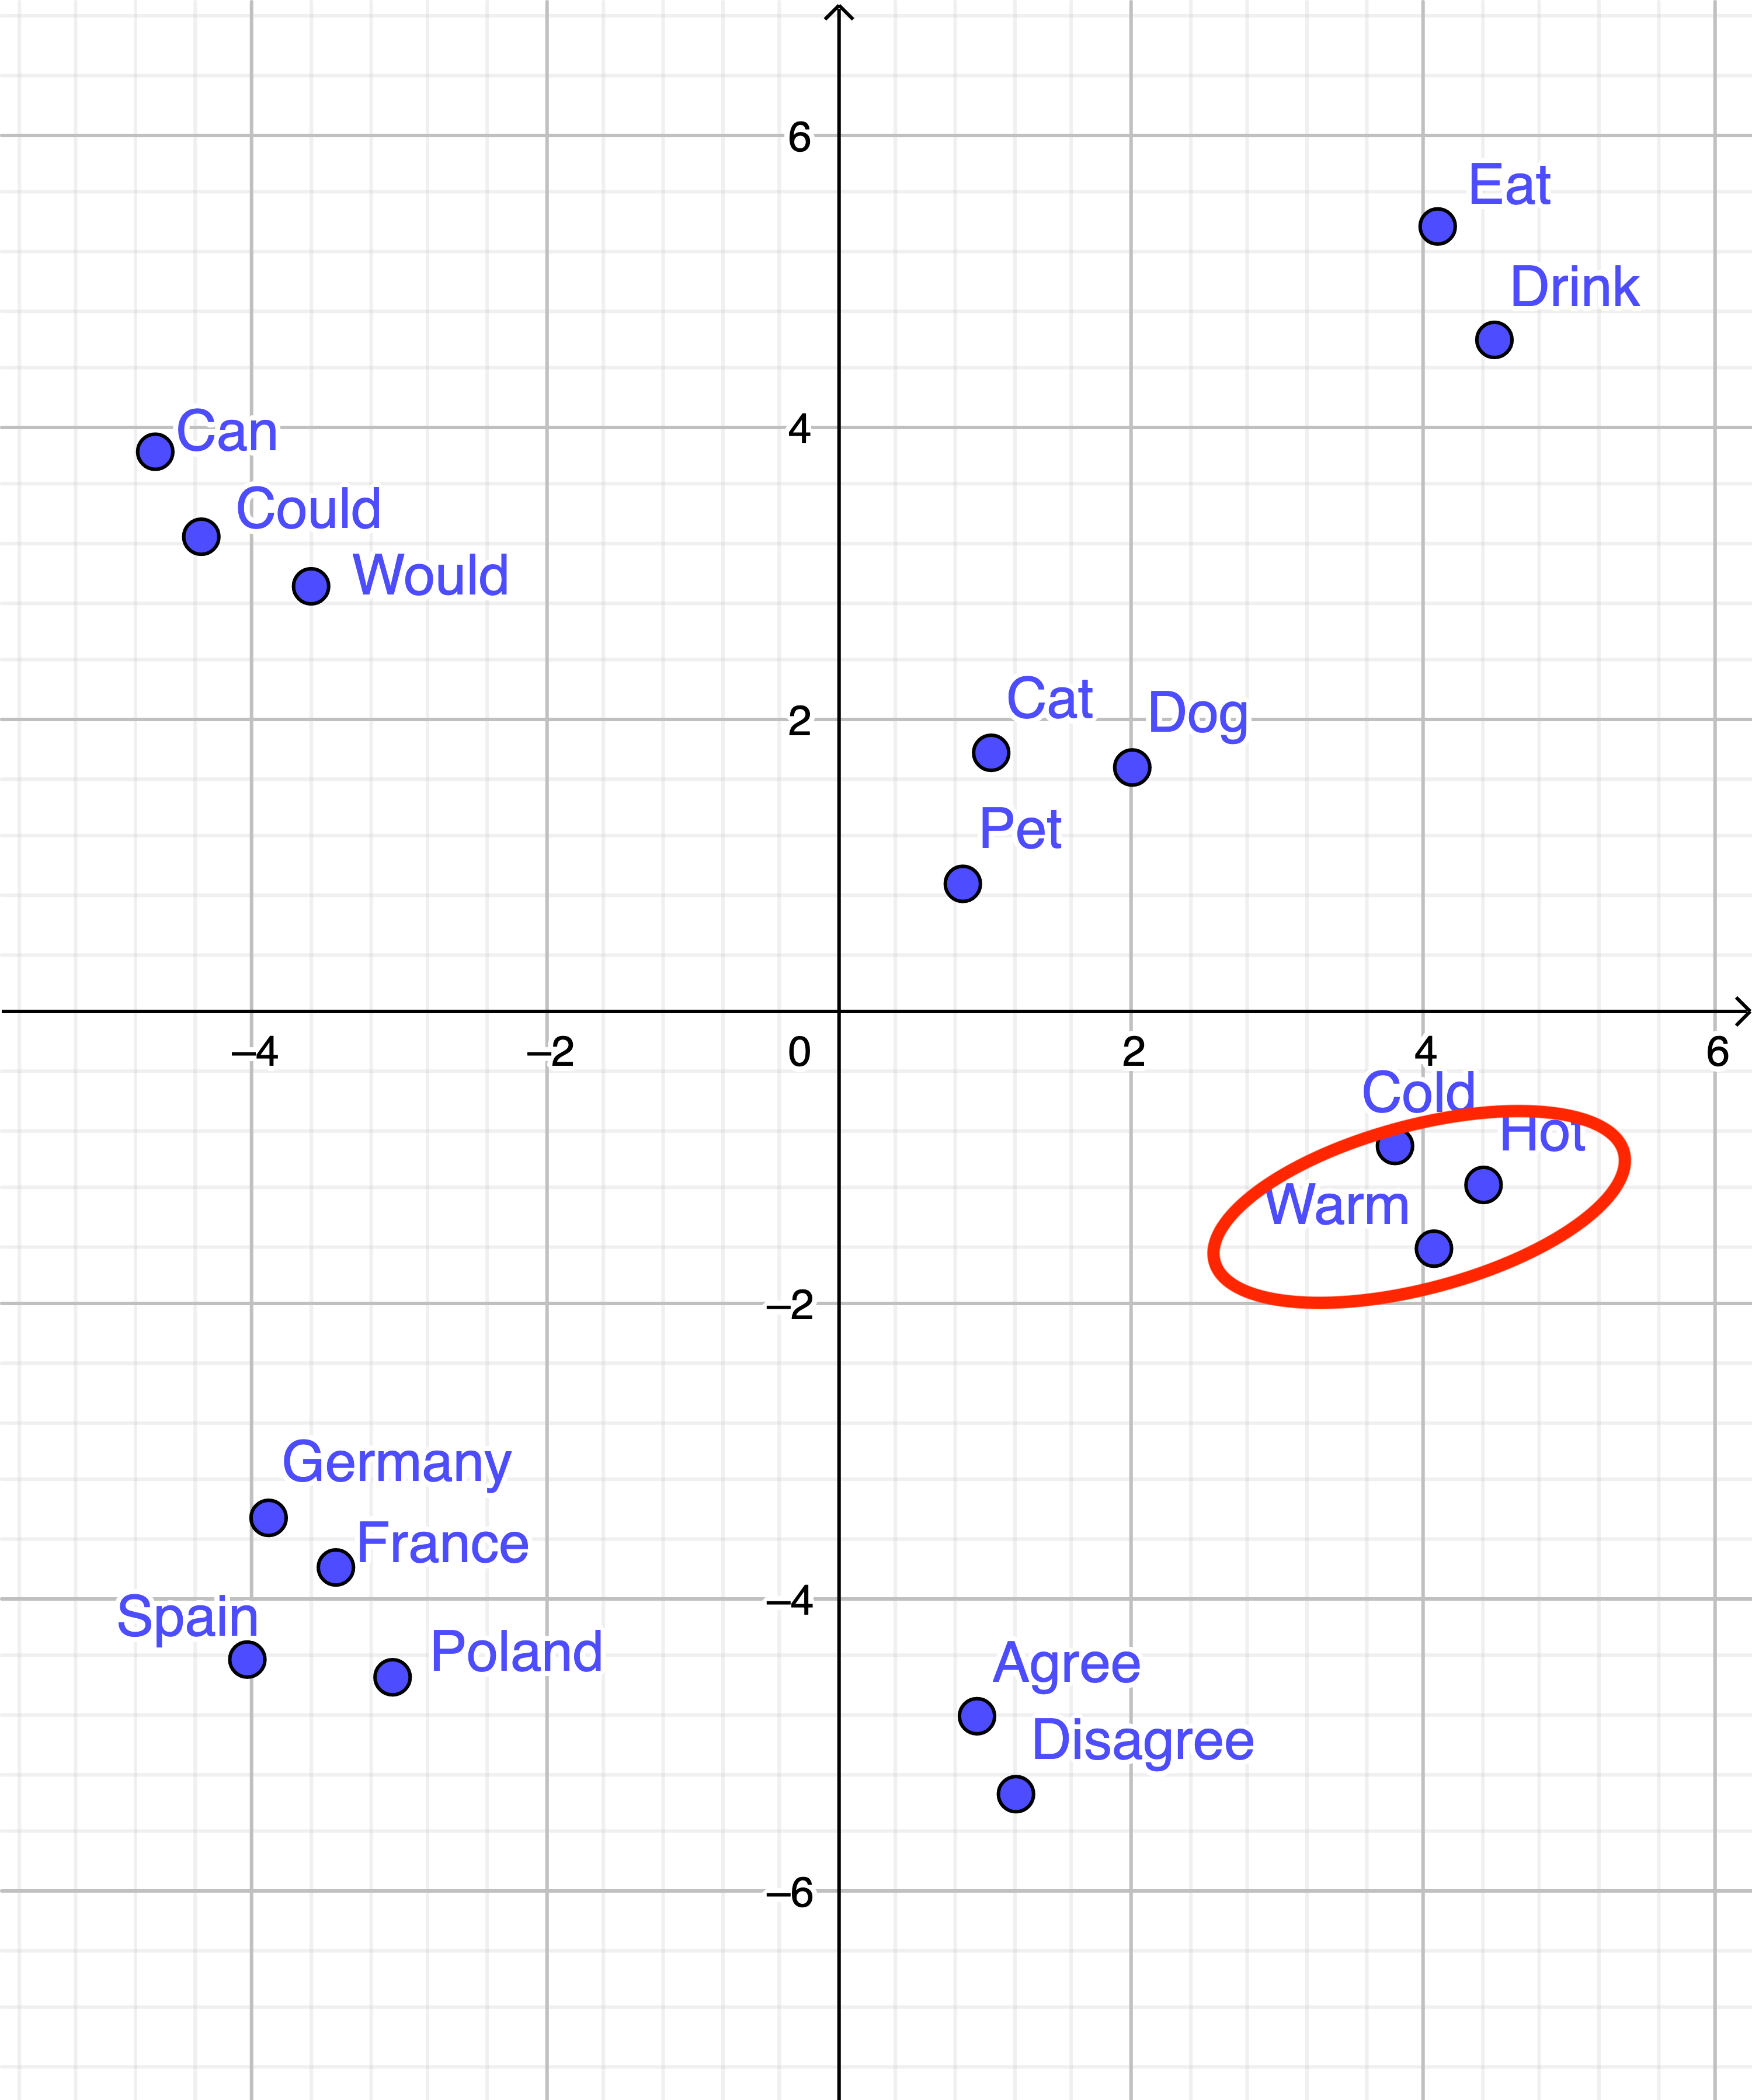 6
Eat
Drink
Can
4
Could
Would
Cat
Dog
2
Pet
–4
–2
0
2
4
6
Cold
Hot
Warm
–2
Germany
France
Spain
–4
Poland
Agree
Disagree
–6